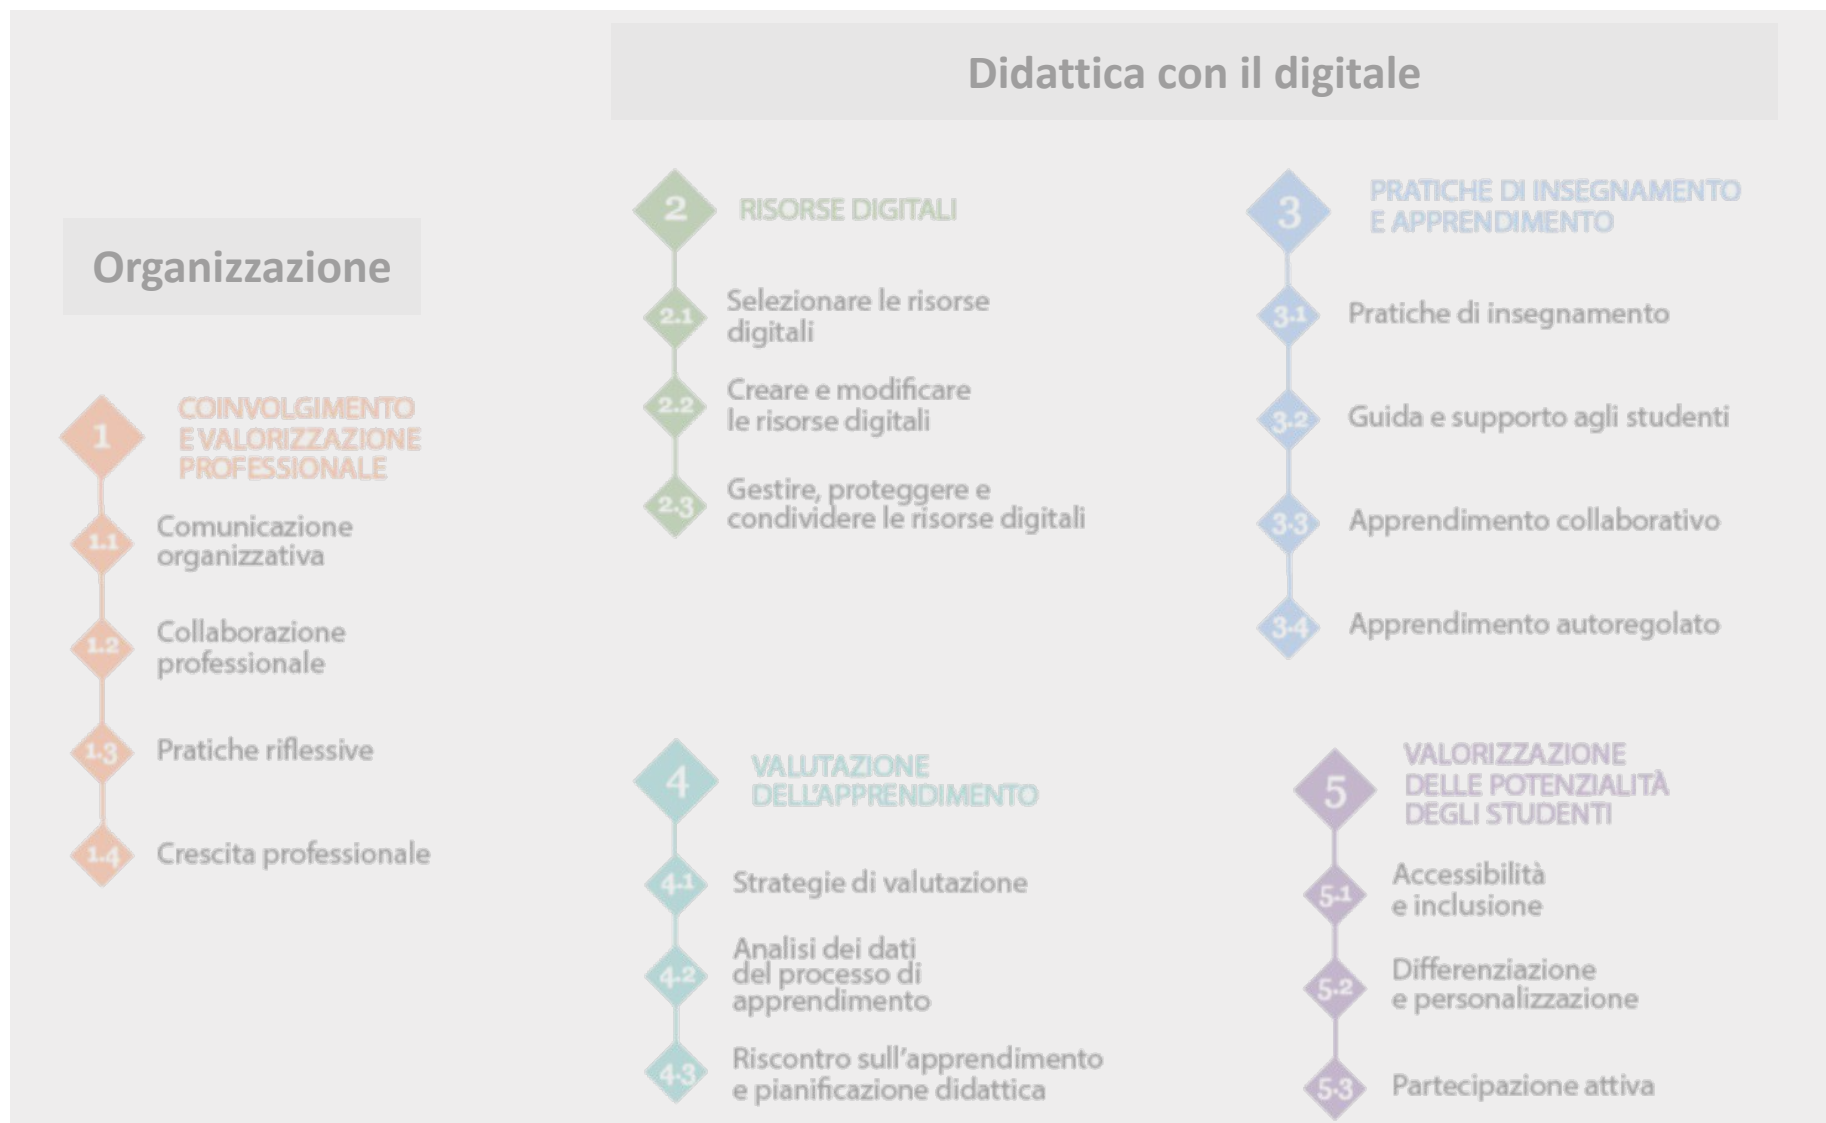 Didattica con il digitale
Organizzazione
1
COINVOLGIMENTO
E VALORIZZAZIONE
PROFESSIONALE
1.1
Comunicazione
organizzativa
1.2
Collaborazione
professionale
1.3
Pratiche riflessive
1.4
Crescita professionale
2
RISORSE DIGITALI
2.1
Selezionare le risorse
digitali
2.2
Creare e modificare
le risorse digitali
2.3
Gestire, proteggere e
condividere le risorse digitali
3
PRATICHE DI INSEGNAMENTO
E APPRENDIMENTO
3.1
Pratiche di insegnamento
3.2
Guida e supporto agli studenti
3.3
Apprendimento collaborativo
3.4
Apprendimento autoregolato
4
VALUTAZIONE
DELL'APPRENDIMENTO
4.1
Strategie di valutazione
4.2
Analisi dei dati
del processo di
apprendimento
4.3
Riscontro sull'apprendimento
e pianificazione didattica
5
VALORIZZAZIONE
DELLE POTENZIALITÀ
DEGLI STUDENTI
5.1
Accessibilità
e inclusione
5.2
Differenziazione
e personalizzazione
5.3
Partecipazione attiva